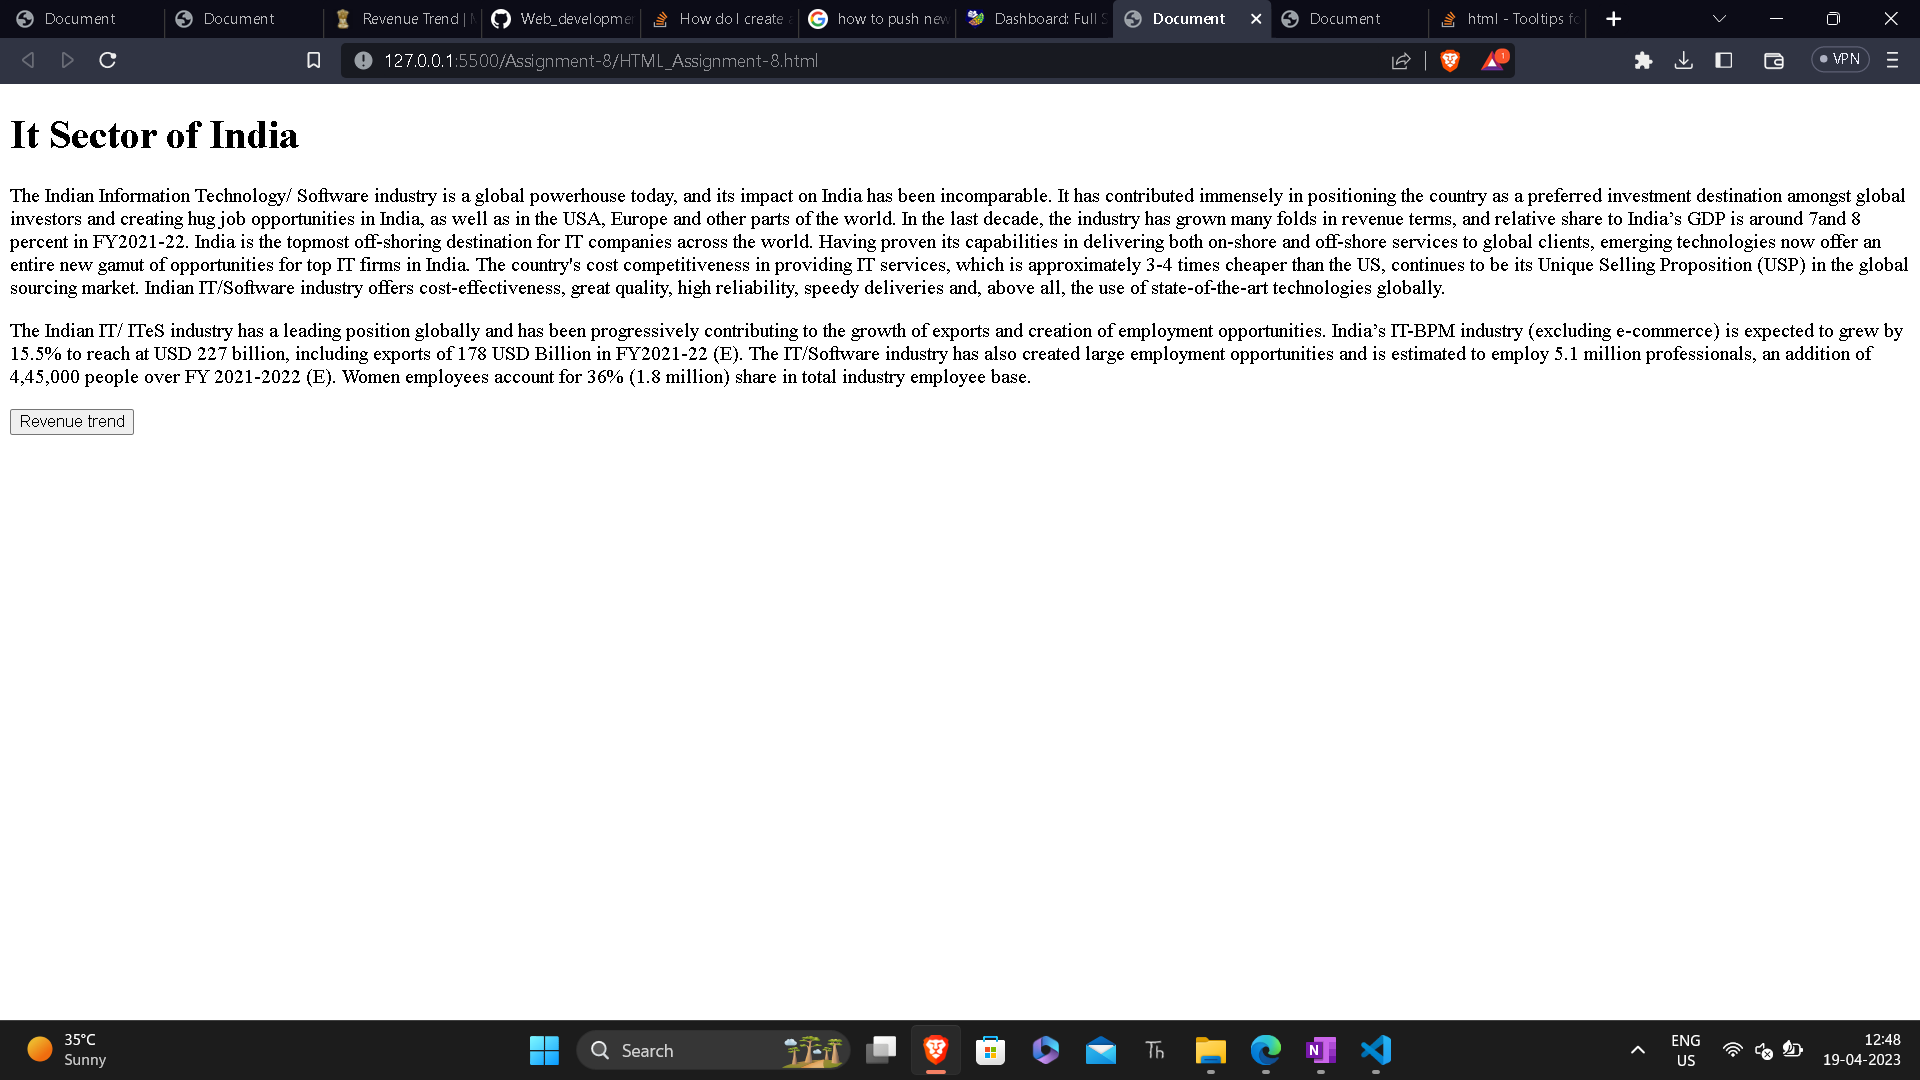 Document
Document
Revenue Trend |
Web_developme
How do I create
how to push new
Dashboard: Full S
Document
Document
html - Tooltips fo
127.0.0.1:5500/Assignment-8/HTML_Assignment-8.html
1
VPN
It Sector of India
The Indian Information Technology/ Software industry is a global powerhouse today, and its impact on India has been incomparable. It has contributed immensely in positioning the country as a preferred investment destination amongst global
investors and creating hug job opportunities in India, as well as in the USA, Europe and other parts of the world. In the last decade, the industry has grown many folds in revenue terms, and relative share to India’s GDP is around 7and 8
percent in FY2021-22. India is the topmost off-shoring destination for IT companies across the world. Having proven its capabilities in delivering both on-shore and off-shore services to global clients, emerging technologies now offer an
entire new gamut of opportunities for top IT firms in India. The country's cost competitiveness in providing IT services, which is approximately 3-4 times cheaper than the US, continues to be its Unique Selling Proposition (USP) in the global
sourcing market. Indian IT/Software industry offers cost-effectiveness, great quality, high reliability, speedy deliveries and, above all, the use of state-of-the-art technologies globally.
The Indian IT/ ITeS industry has a leading position globally and has been progressively contributing to the growth of exports and creation of employment opportunities. India’s IT-BPM industry (excluding e-commerce) is expected to grew by
15.5% to reach at USD 227 billion, including exports of 178 USD Billion in FY2021-22 (E). The IT/Software industry has also created large employment opportunities and is estimated to employ 5.1 million professionals, an addition of
4,45,000 people over FY 2021-2022 (E). Women employees account for 36% (1.8 million) share in total industry employee base.
Revenue trend
35°C
Sunny
Search
Th
N
ENG
US
12:48
19-04-2023